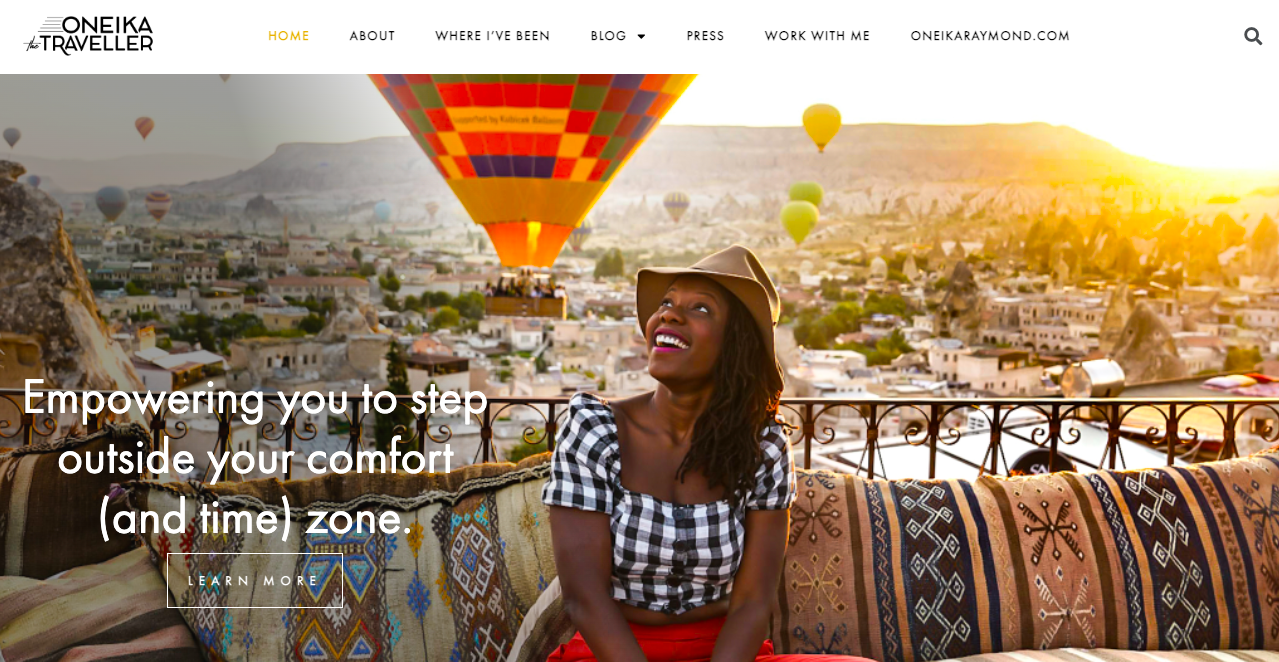 ONEIKA
the TRAVELLER
HOME ABOUT WHERE I'VE BEEN BLOG PRESS WORK WITH ME ONEIKARAYMOND.COM
supported by Kubicek Balloons
Empowering you to step
outside your comfort
(and time) zone.
LEARN MORE